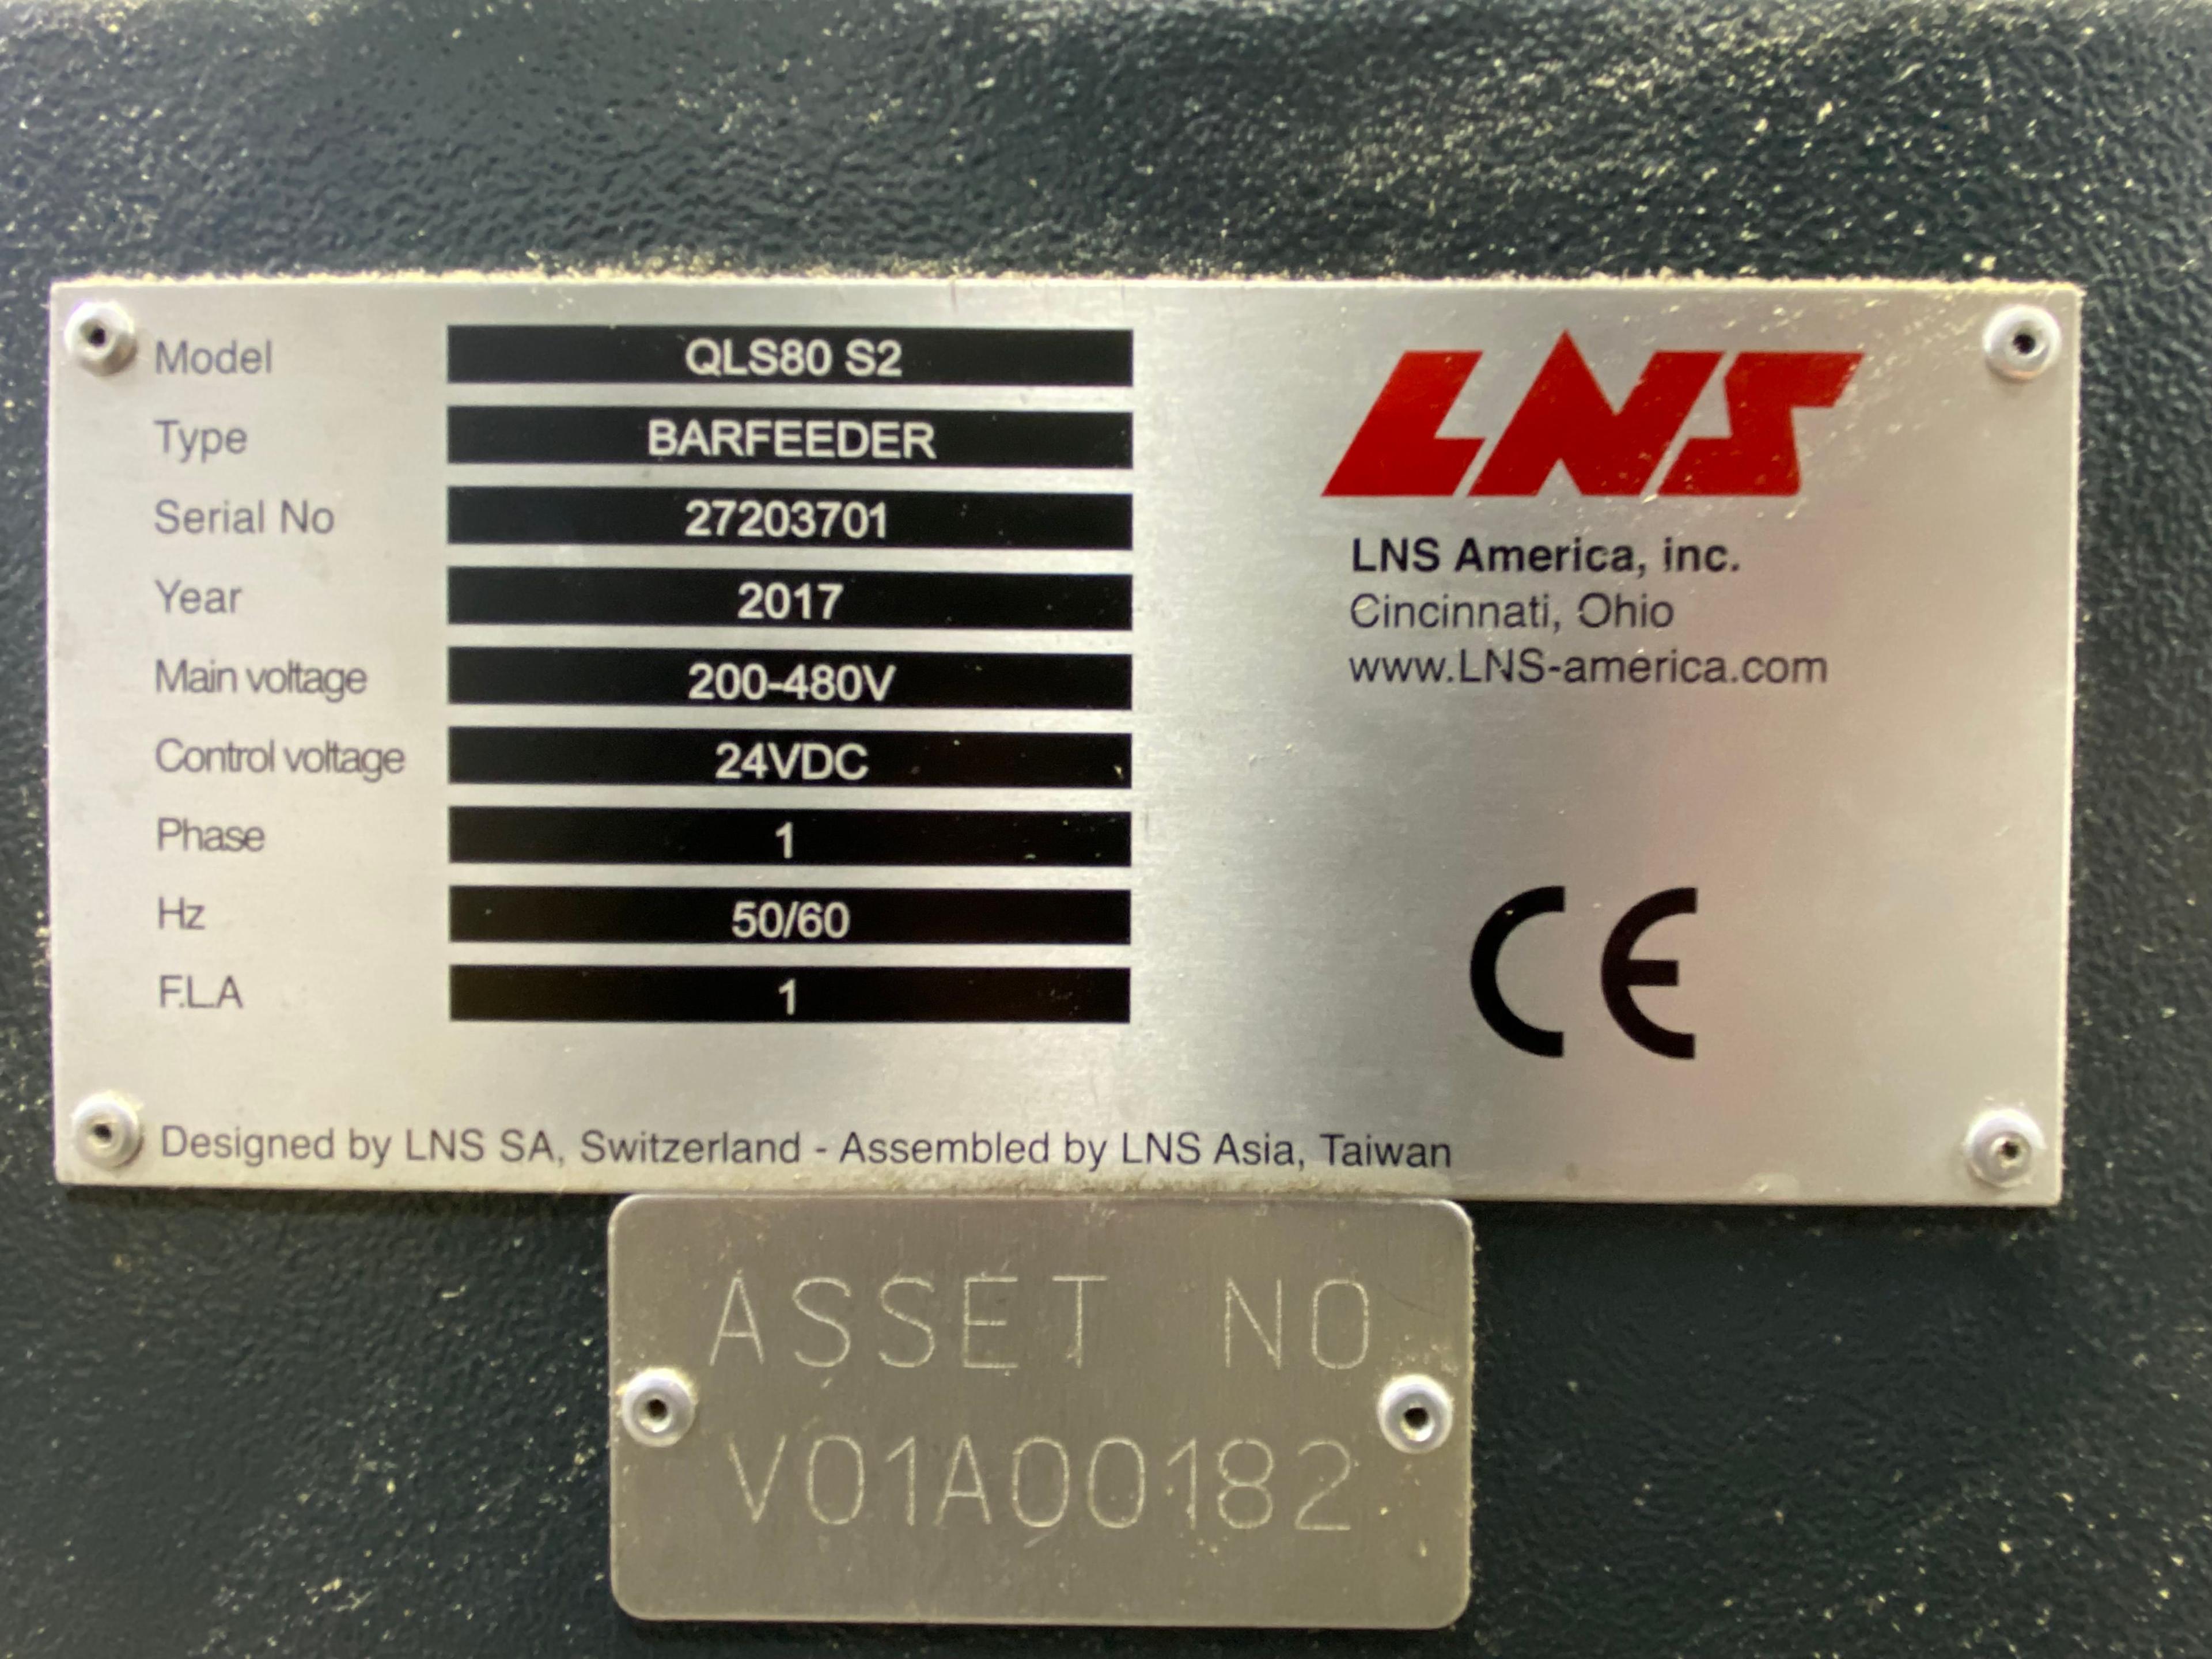 Model QLS80 S2
Type BARFEEDER
Serial No 27203701
Year 2017
Main voltage 200-480V
Control voltage 24VDC
Phase 1
Hz 50/60
F.L.A 1
LNS
LNS America, inc.
Cincinnati, Ohio
www.LNS-america.com
CE
Designed by LNS SA, Switzerland - Assembled by LNS Asia, Taiwan
ASSET NO
V01A00182